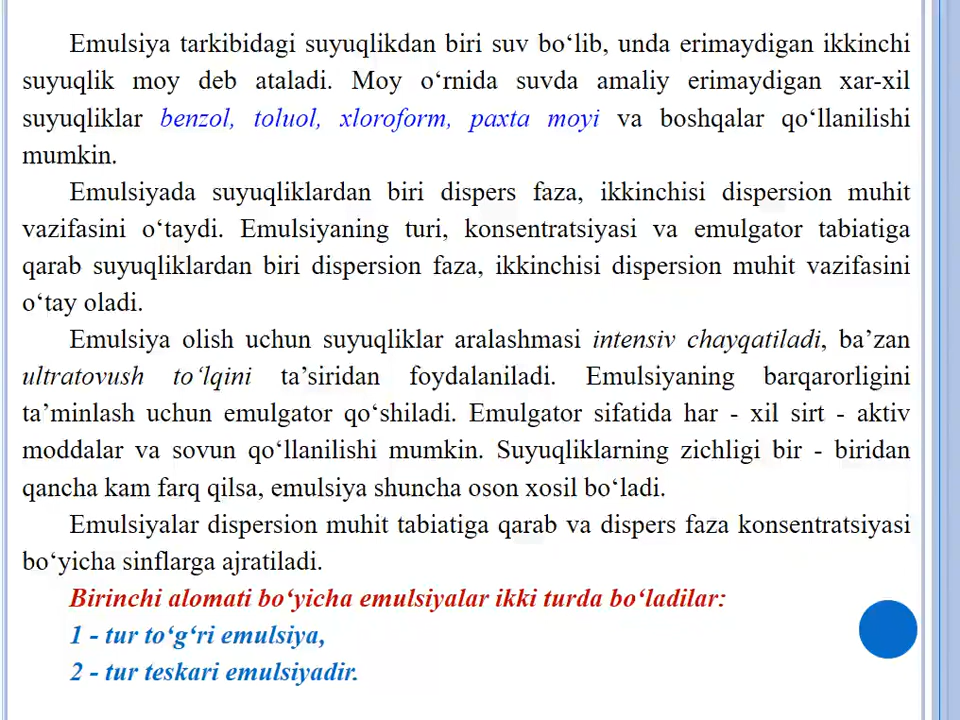 Emulsiya tarkibidagi suyuqlikdan biri suv bo‘lib, unda erimaydigan ikkinchi
suyuqlik moy deb ataladi. Moy o‘rnida suvda amaliy erimaydigan xar-xil
suyuqliklar benzol, toluol, xloroform, paxta moyi va boshqalar qo‘llanilishi
mumkin.
Emulsiyada suyuqliklardan biri dispers faza, ikkinchisi dispersion muhit
vazifasini o‘taydi. Emulsiyaning turi, konsentratsiyasi va emulgator tabiatiga
qarab suyuqliklardan biri dispersion faza, ikkinchisi dispersion muhit vazifasini
o‘tay oladi.
Emulsiya olish uchun suyuqliklar aralashmasi intensiv chayqatiladi, ba’zan
ultratovush to‘lqini ta’siridan foydalaniladi. Emulsiyaning barqarorligini
ta’minlash uchun emulgator qo‘shiladi. Emulgator sifatida har - xil sirt - aktiv
moddalar va sovun qo‘llanilishi mumkin. Suyuqliklarning zichligi bir - biridan
qancha kam farq qilsa, emulsiya shuncha oson xosil bo‘ladi.
Emulsiyalar dispersion muhit tabiatiga qarab va dispers faza konsentratsiyasi
bo‘yicha sinflarga ajratiladi.
Birinchi alomati bo‘yicha emulsiyalar ikki turda bo‘ladilar:
1 - tur to‘g‘ri emulsiya,
2 - tur teskari emulsiyadir.